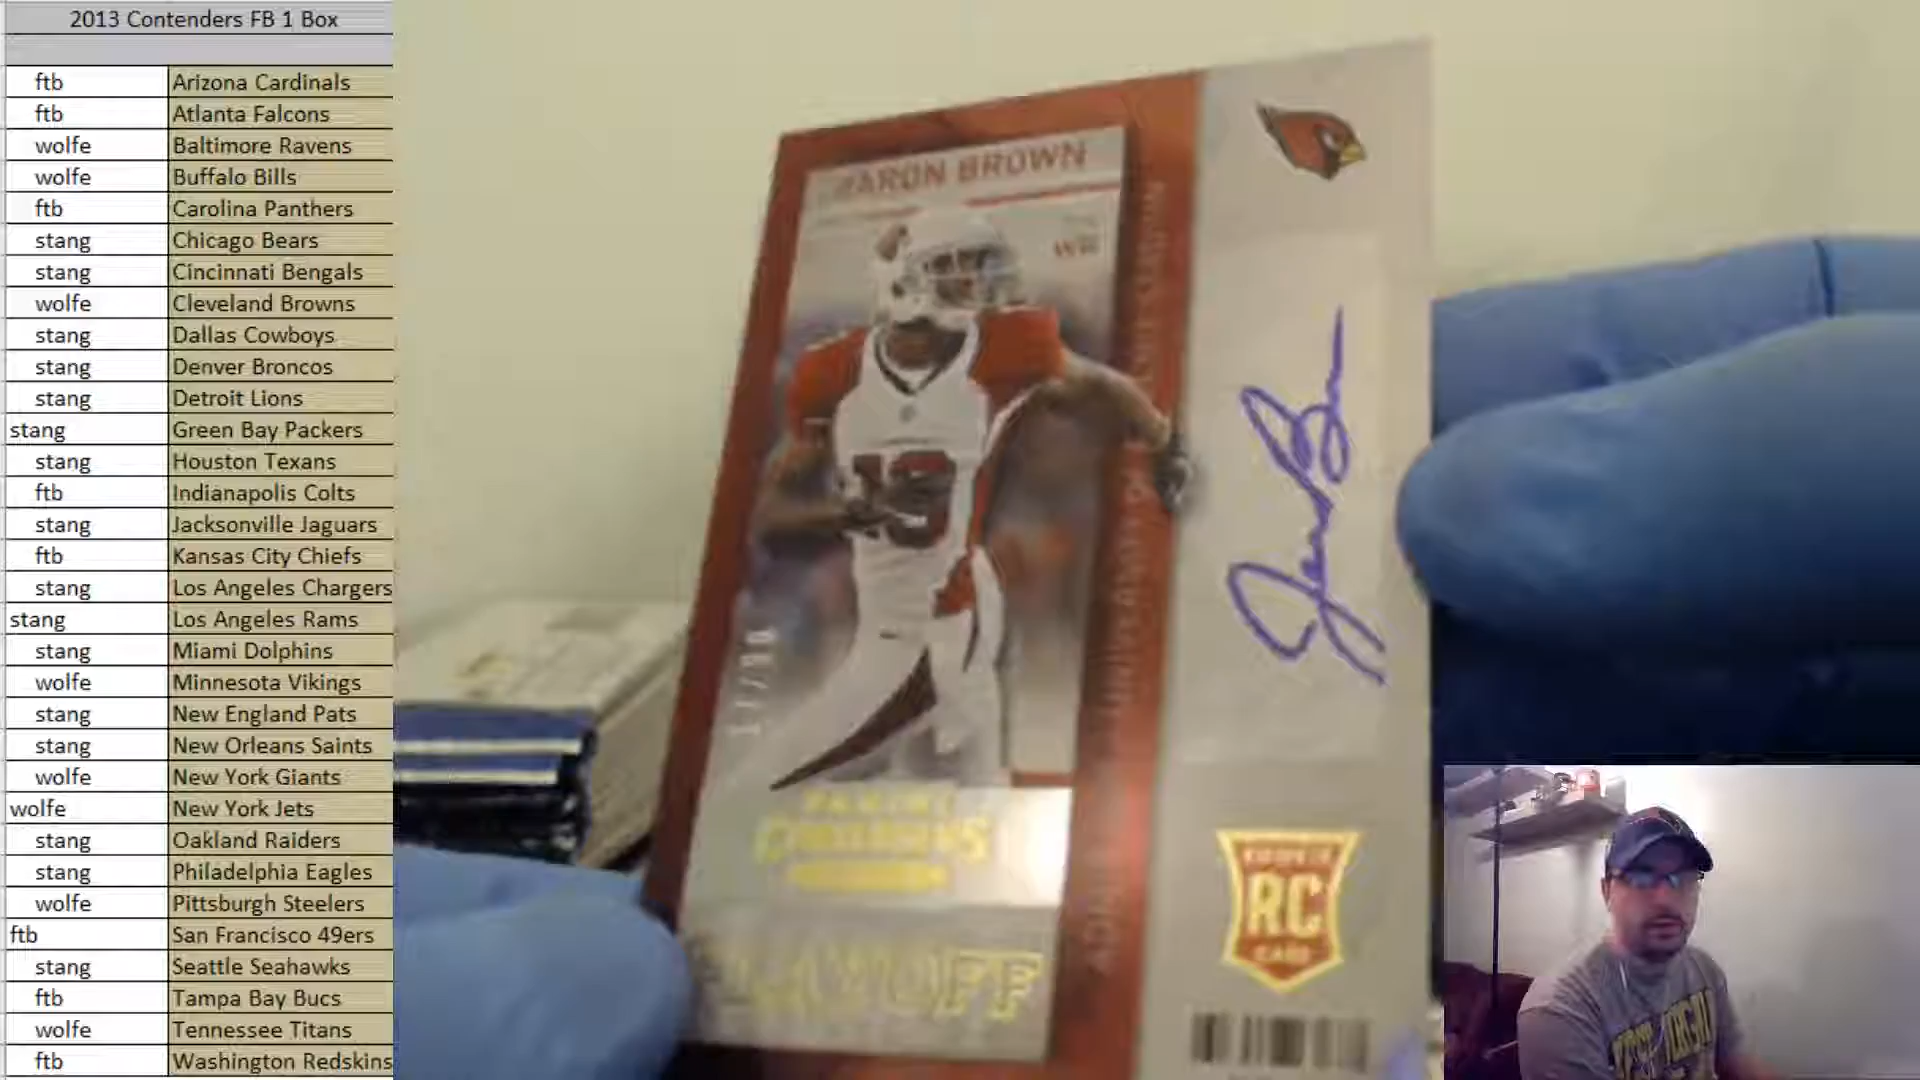 2013 Contenders FB 1 Box
ftb Arizona Cardinals
ftb Atlanta Falcons
wolfe Baltimore Ravens
wolfe Buffalo Bills
ftb Carolina Panthers
stang Chicago Bears
stang Cincinnati Bengals
wolfe Cleveland Browns
stang Dallas Cowboys
stang Denver Broncos
stang Detroit Lions
stang Green Bay Packers
stang Houston Texans
ftb Indianapolis Colts
stang Jacksonville Jaguars
ftb Kansas City Chiefs
stang Los Angeles Chargers
stang Los Angeles Rams
stang Miami Dolphins
wolfe Minnesota Vikings
stang New England Pats
stang New Orleans Saints
wolfe New York Giants
wolfe New York Jets
stang Oakland Raiders
stang Philadelphia Eagles
wolfe Pittsburgh Steelers
ftb San Francisco 49ers
stang Seattle Seahawks
ftb Tampa Bay Bucs
wolfe Tennessee Titans
ftb Washington Redskins
JARON BROWN
WR
13
PANINI
CONTENDERS
PLAYOFF
ROOKIE
RC
CARD